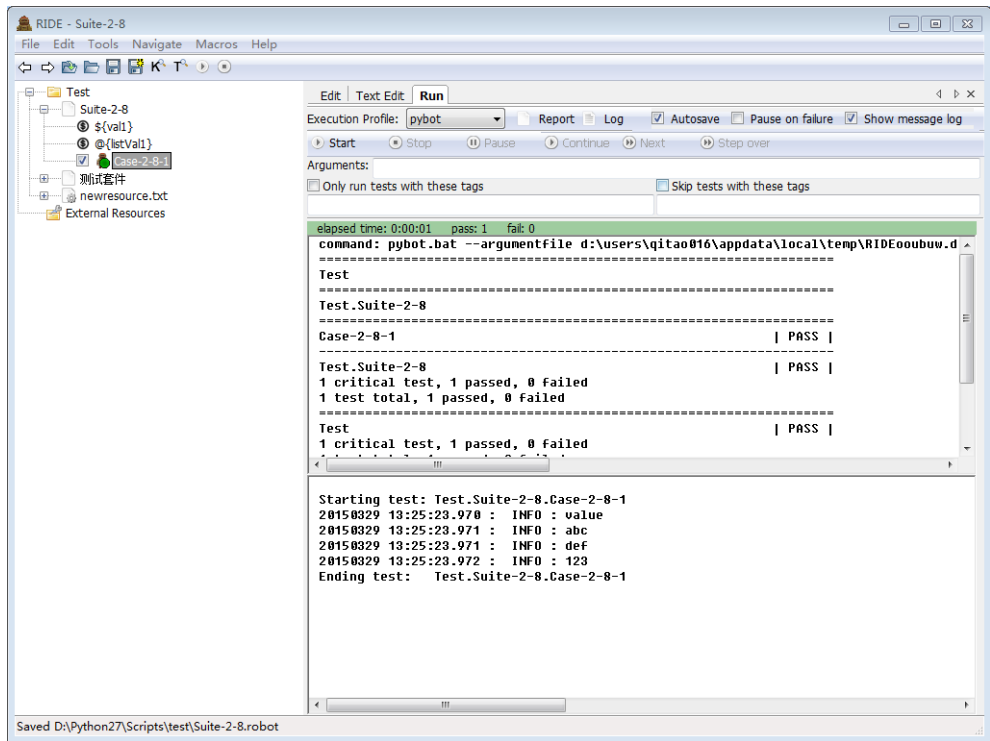 RIDE - Suite-2-8
File Edit Tools Navigate Macros Help
Test
Suite-2-8
${val1}
@{listVal1}
Case-2-8-1
测试套件
newresource.txt
External Resources
Edit Text Edit Run
Execution Profile: pybot Report Log Autosave Pause on failure Show message log
Start Stop Pause Continue Next Step over
Arguments:
Only run tests with these tags Skip tests with these tags
elapsed time: 0:00:01 pass: 1 fail: 0
command: pybot.bat --argumentfile d:\users\qitao016\appdata\local\temp\RIDEooubuw.d
==============================================================================
Test
==============================================================================
Test.Suite-2-8
==============================================================================
Case-2-8-1 | PASS |
------------------------------------------------------------------------------
Test.Suite-2-8 | PASS |
1 critical test, 1 passed, 0 failed
1 test total, 1 passed, 0 failed
==============================================================================
Test | PASS |
1 critical test, 1 passed, 0 failed
Starting test: Test.Suite-2-8.Case-2-8-1
20150329 13:25:23.970 : INFO : value
20150329 13:25:23.971 : INFO : abc
20150329 13:25:23.971 : INFO : def
20150329 13:25:23.972 : INFO : 123
Ending test: Test.Suite-2-8.Case-2-8-1
Saved D:\Python27\Scripts\test\Suite-2-8.robot